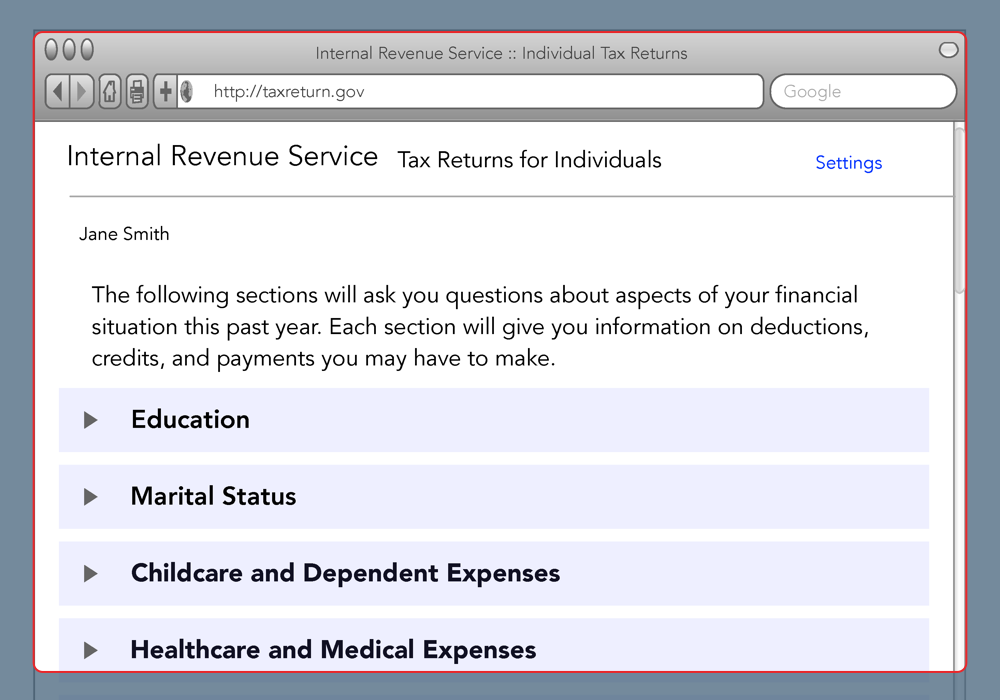 Internal Revenue Service :: Individual Tax Returns
http://taxreturn.gov
Google
Internal Revenue Service Tax Returns for Individuals Settings
Jane Smith
The following sections will ask you questions about aspects of your financial
situation this past year. Each section will give you information on deductions,
credits, and payments you may have to make.
Education
Marital Status
Childcare and Dependent Expenses
Healthcare and Medical Expenses